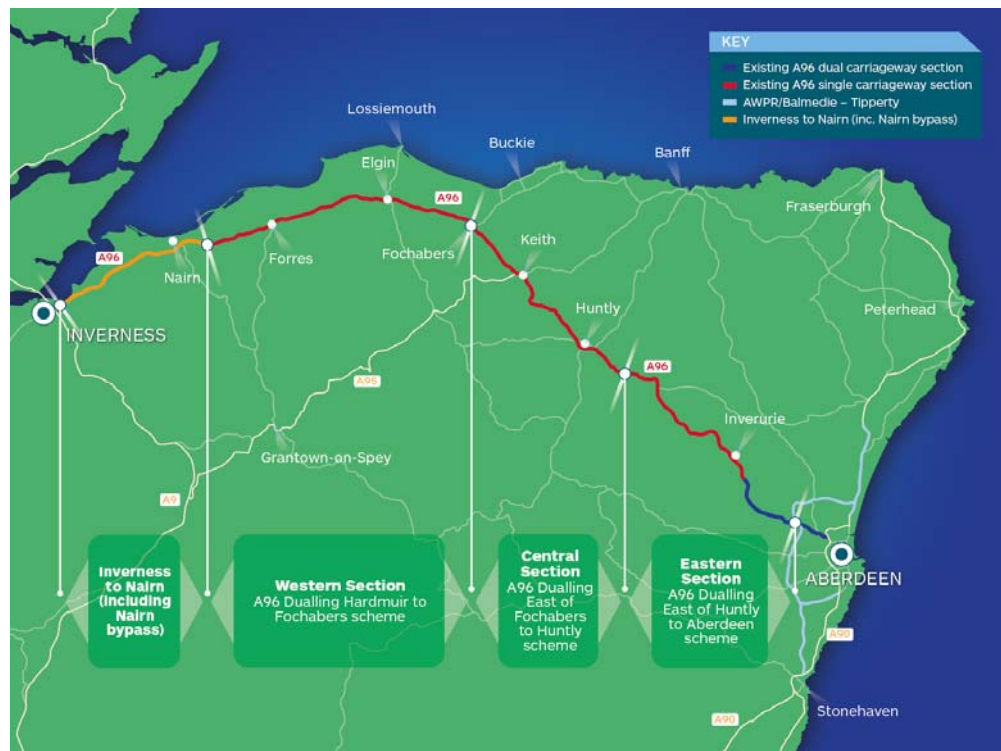 KEY
Existing A96 dual carriageway section
Existing A96 single carriageway section
AWPR/Balmedie – Tipperty
Inverness to Nairn (inc. Nairn bypass)
Lossiemouth
Buckie
Banff
Elgin
Fraserburgh
A96
Fochabers
Keith
Forres
A96
Nairn
Peterhead
Huntly
INVERNESS
A96
A95
Inverurie
Grantown-on-Spey
A9
ABERDEEN
Inverness
to Nairn
(including
Nairn
bypass)
Western Section
A96 Dualling Hardmuir to
Fochabers scheme
Central
Section
A96 Dualling
East of
Fochabers
to Huntly
scheme
Eastern
Section
A96 Dualling
East of Huntly
to Aberdeen
scheme
A90
Stonehaven
A90